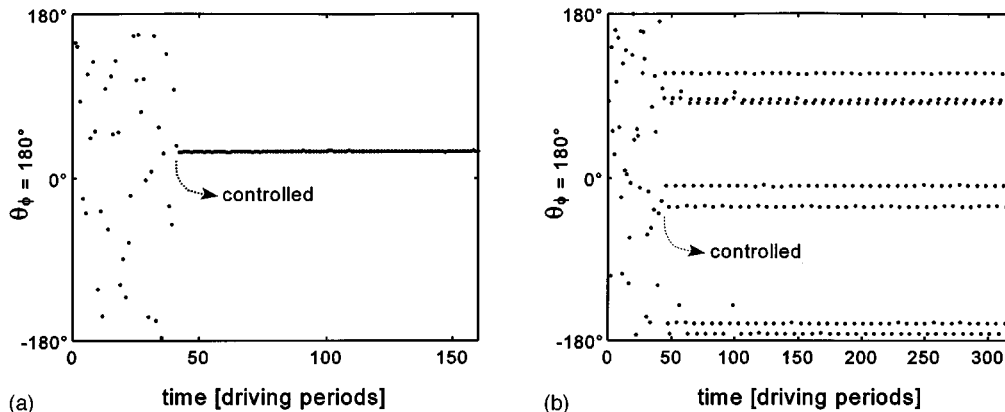 180°
0°
-180°
θϕ = 180°
controlled
0
50
100
150
(a)
time [driving periods]
180°
0°
-180°
θϕ = 180°
controlled
0
50
100
150
200
250
300
(b)
time [driving periods]